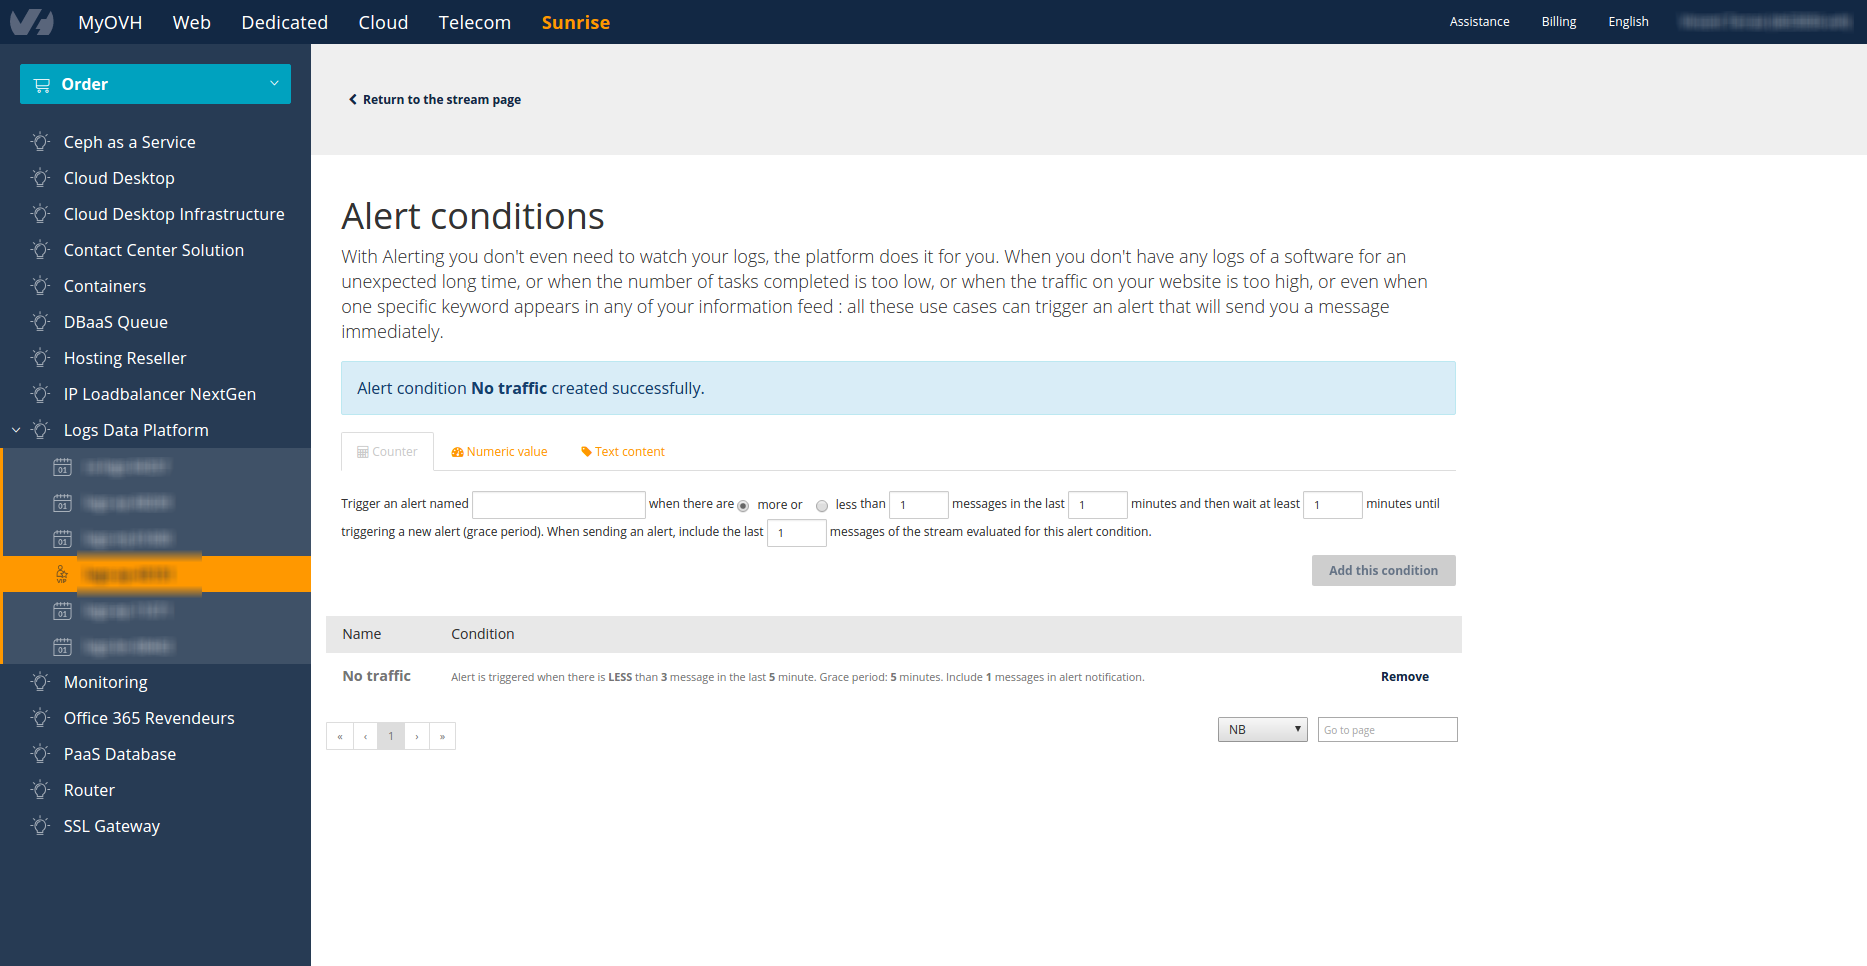 MyOVH Web Dedicated Cloud Telecom Sunrise Assistance Billing English
Order
Return to the stream page
Ceph as a Service
Cloud Desktop
Cloud Desktop Infrastructure
Contact Center Solution
Containers
DBaaS Queue
Hosting Reseller
IP Loadbalancer NextGen
Logs Data Platform
01
01
01
VIP
01
01
Monitoring
Office 365 Revendeurs
PaaS Database
Router
SSL Gateway
Alert conditions
With Alerting you don't even need to watch your logs, the platform does it for you. When you don't have any logs of a software for an
unexpected long time, or when the number of tasks completed is too low, or when the traffic on your website is too high, or even when
one specific keyword appears in any of your information feed : all these use cases can trigger an alert that will send you a message
immediately.
Alert condition No traffic created successfully.
Counter Numeric value Text content
Trigger an alert named when there are more or less than 1 messages in the last 1 minutes and then wait at least 1 minutes until
triggering a new alert (grace period). When sending an alert, include the last 1 messages of the stream evaluated for this alert condition.
Add this condition
Name Condition
No traffic Alert is triggered when there is LESS than 3 message in the last 5 minute. Grace period: 5 minutes. Include 1 messages in alert notification. Remove
« ‹ 1 › » NB Go to page